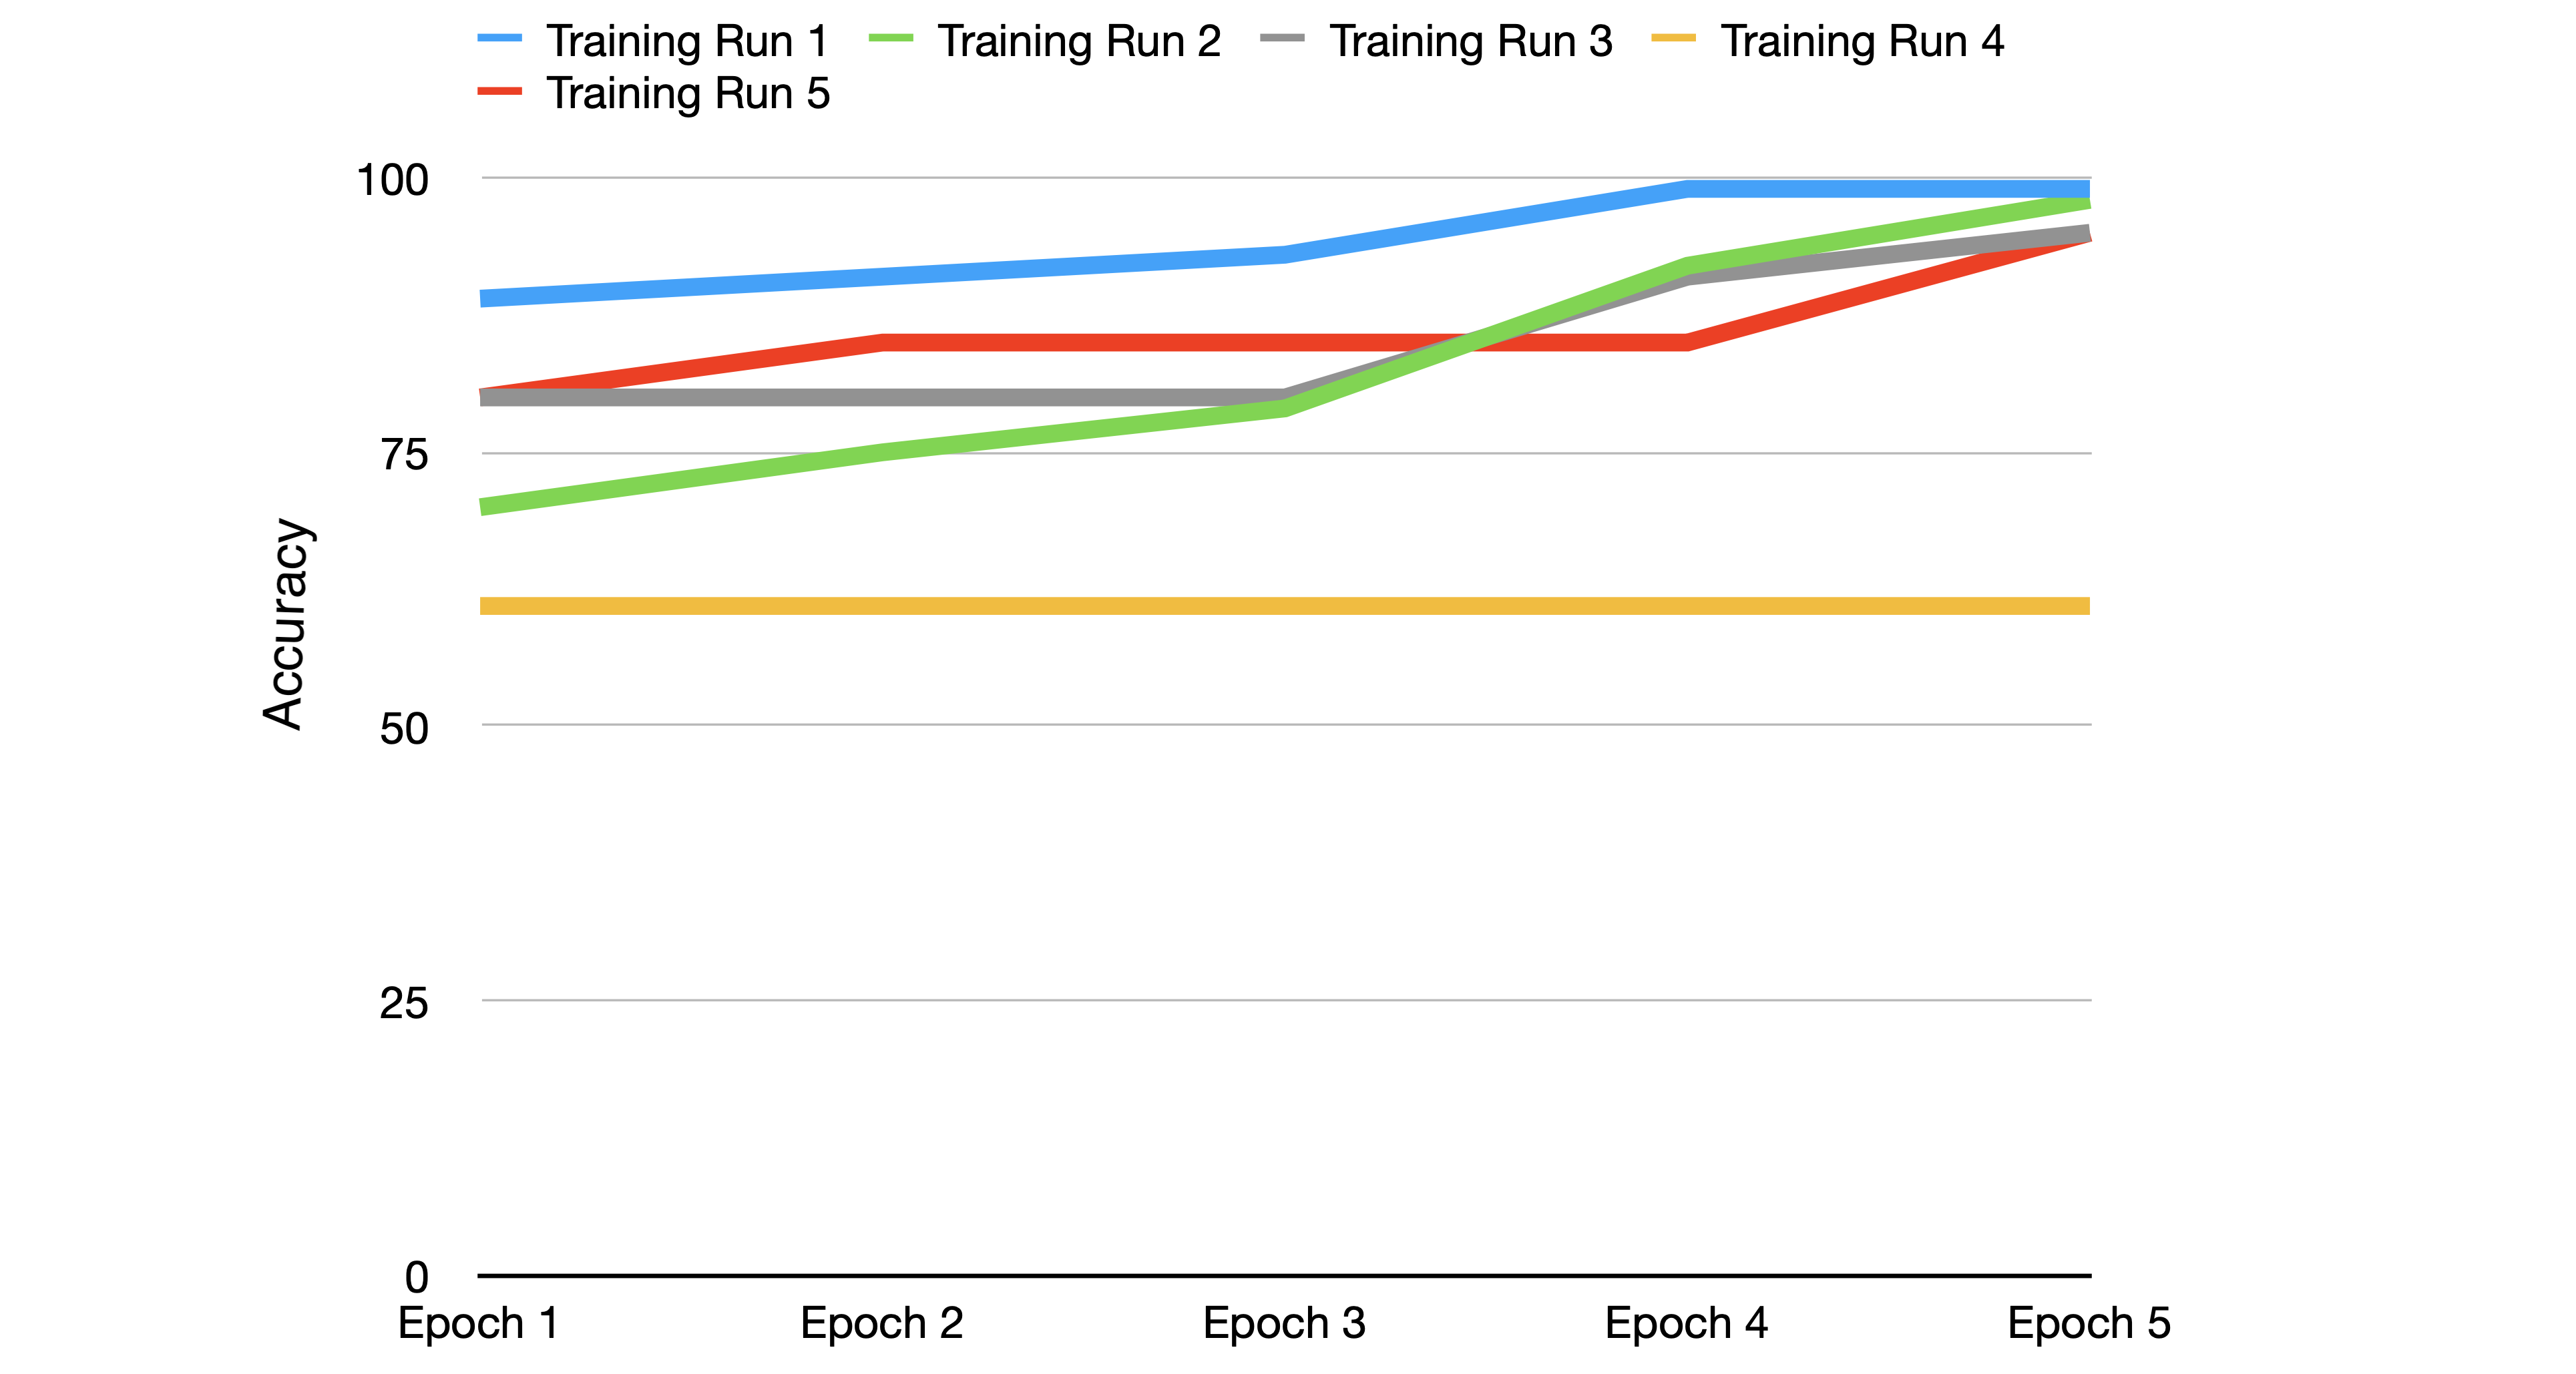 Training Run 1 Training Run 2 Training Run 3 Training Run 4
Training Run 5
100
75
50
25
0
Accuracy
Epoch 1 Epoch 2 Epoch 3 Epoch 4 Epoch 5